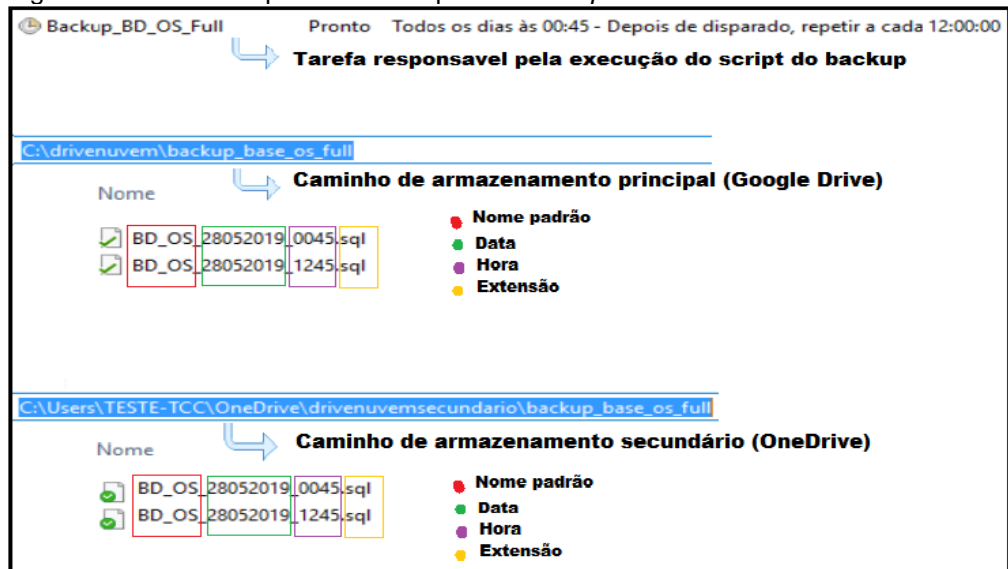 Backup_BD_OS_Full Pronto Todos os dias às 00:45 - Depois de disparado, repetir a cada 12:00:00
Tarefa responsavel pela execução do script do backup
C:\drivenuvem\backup_base_os_full
Caminho de armazenamento principal (Google Drive)
Nome
Nome padrão
BD_OS_28052019_0045.sql
Data
BD_OS_28052019_1245.sql
Hora
Extensão
C:\Users\TESTE-TCC\OneDrive\drivenuvemsecundario\backup_base_os_full
Caminho de armazenamento secundário (OneDrive)
Nome
Nome padrão
BD_OS_28052019_0045.sql
Data
BD_OS_28052019_1245.sql
Hora
Extensão